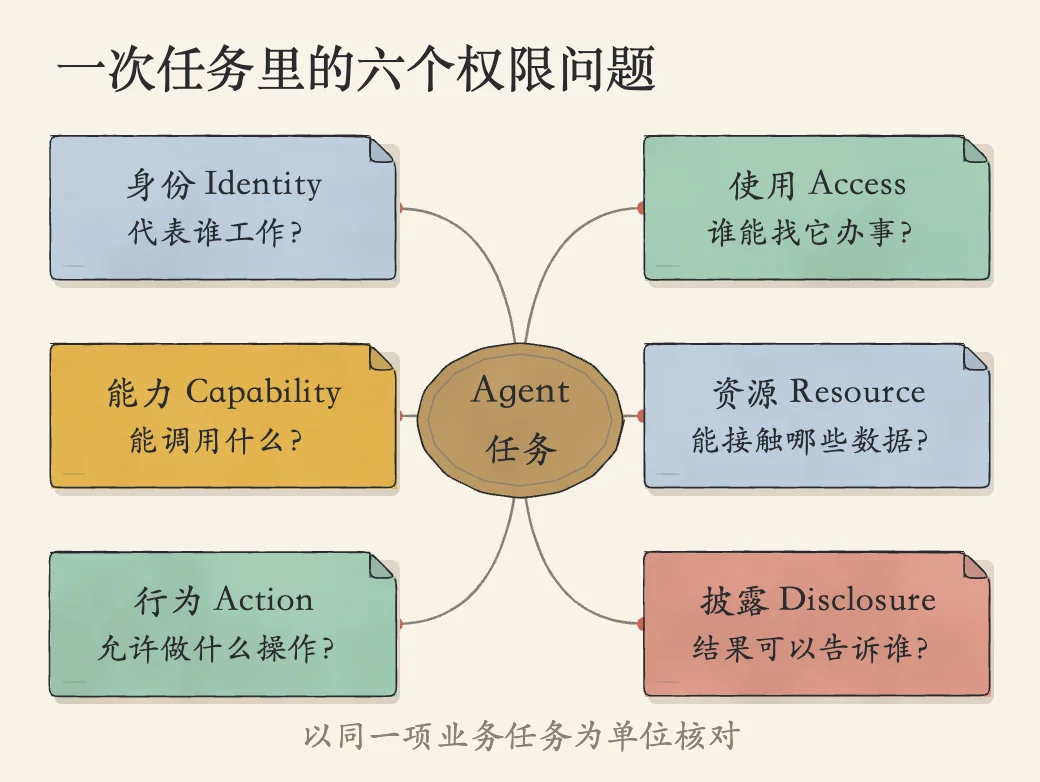 一次任务里的六个权限问题
身份 Identity
代表谁工作?
使用 Access
谁能找它办事?
能力 Capability
能调用什么?
Agent
任务
资源 Resource
能接触哪些数据?
行为 Action
允许做什么操作?
披露 Disclosure
结果可以告诉谁?
以同一项业务任务为单位核对